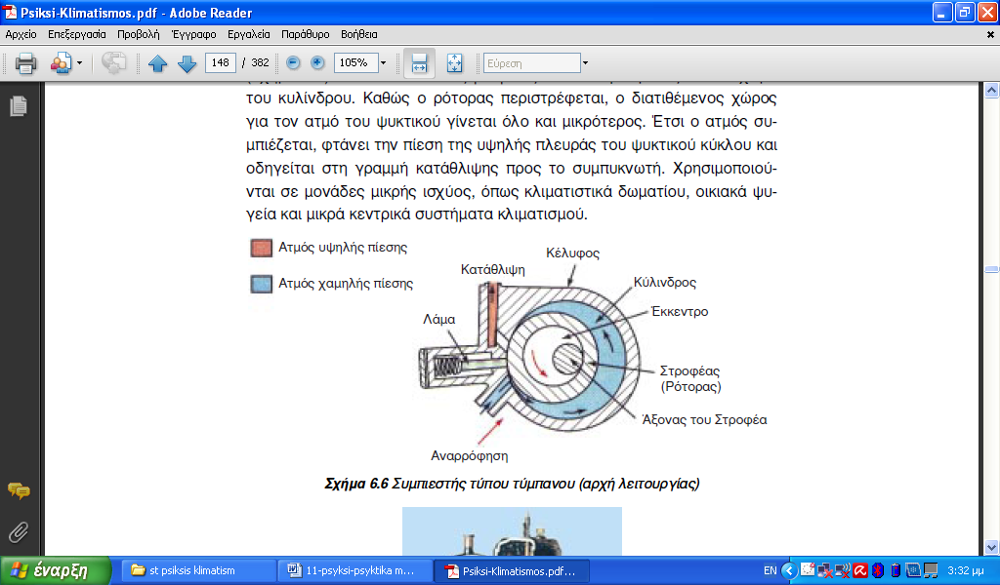 Psiksi-Klimatismos.pdf - Adobe Reader
Αρχείο Επεξεργασία Προβολή Έγγραφο Εργαλεία Παράθυρο Βοήθεια
148 / 382 105% Εύρεση
του κυλίνδρου. Καθώς ο ρότορας περιστρέφεται, ο διατιθέμενος χώρος
για τον ατμό του ψυκτικού γίνεται όλο και μικρότερος. Έτσι ο ατμός συ-
μπιέζεται, φτάνει την πίεση της υψηλής πλευράς του ψυκτικού κύκλου και
οδηγείται στη γραμμή κατάθλιψης προς το συμπυκνωτή. Χρησιμοποιού-
νται σε μονάδες μικρής ισχύος, όπως κλιματιστικά δωματίου, οικιακά ψυ-
γεία και μικρά κεντρικά συστήματα κλιματισμού.
Ατμός υψηλής πίεσης
Ατμός χαμηλής πίεσης
Κέλυφος
Κατάθλιψη
Κύλινδρος
Έκκεντρο
Λάμα
Στροφέας
(Ρότορας)
Άξονας του Στροφέα
Αναρρόφηση
Σχήμα 6.6 Συμπιεστής τύπου τύμπανου (αρχή λειτουργίας)
έναρξη st psiksis klimatism 11-psyksi-psyktika m... Psiksi-Klimatismos.pdf... EN 3:32 μμ